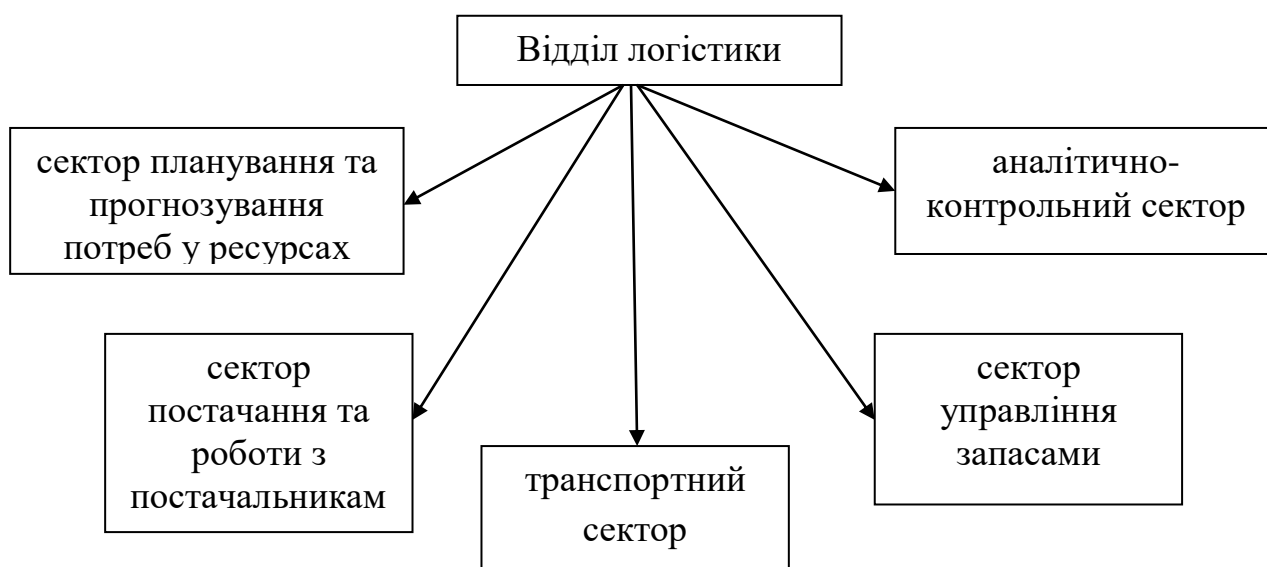 Відділ логістики
сектор планування та
прогнозування
потреб у ресурсах
аналітично-
контрольний сектор
сектор
постачання та
роботи з
постачальникам
транспортний
сектор
сектор
управління
запасами